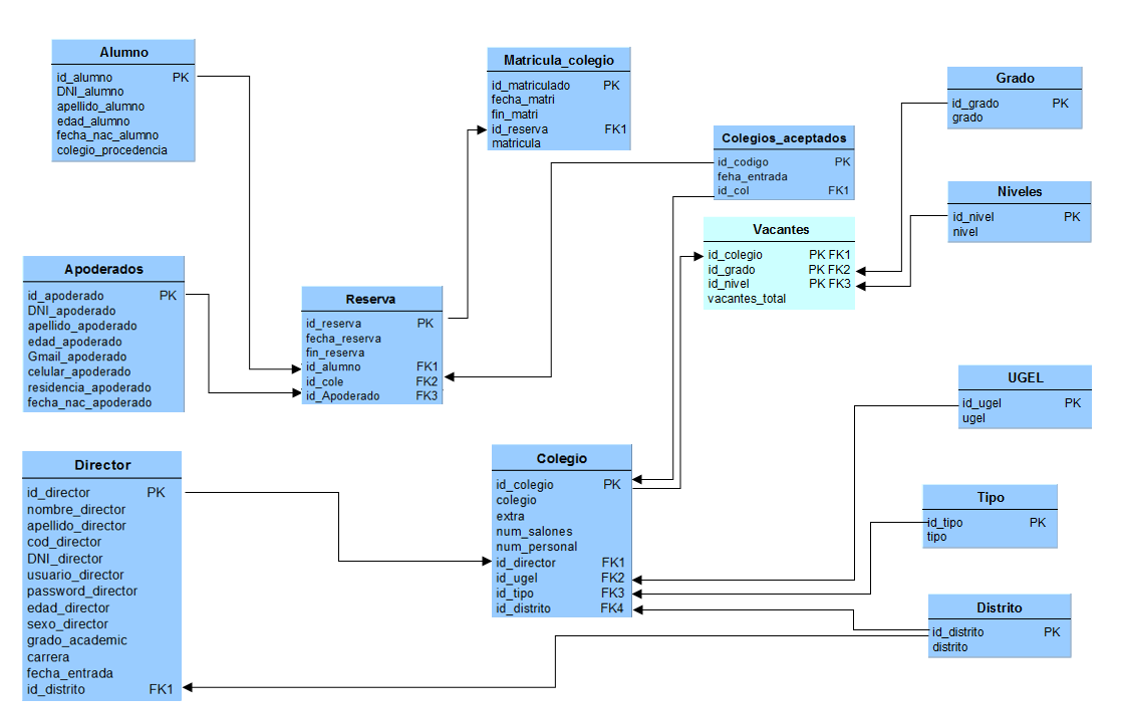 Alumno
id_alumno PK
DNI_alumno
apellido_alumno
edad_alumno
fecha_nac_alumno
colegio_procedencia
Matricula_colegio
id_matriculado PK
fecha_matri
fin_matri
id_reserva FK1
matricula
Grado
id_grado PK
grado
Colegios_aceptados
id_codigo PK
feha_entrada
id_col FK1
Niveles
id_nivel PK
nivel
Vacantes
id_colegio PK FK1
id_grado PK FK2
id_nivel PK FK3
vacantes_total
Apoderados
id_apoderado PK
DNI_apoderado
apellido_apoderado
edad_apoderado
Gmail_apoderado
celular_apoderado
residencia_apoderado
fecha_nac_apoderado
Reserva
id_reserva PK
fecha_reserva
fin_reserva
id_alumno FK1
id_cole FK2
id_Apoderado FK3
UGEL
id_ugel PK
ugel
Director
id_director PK
nombre_director
apellido_director
cod_director
DNI_director
usuario_director
password_director
edad_director
sexo_director
grado_academic
carrera
fecha_entrada
id_distrito FK1
Colegio
id_colegio PK
colegio
extra
num_salones
num_personal
id_director FK1
id_ugel FK2
id_tipo FK3
id_distrito FK4
Tipo
id_tipo PK
tipo
Distrito
id_distrito PK
distrito